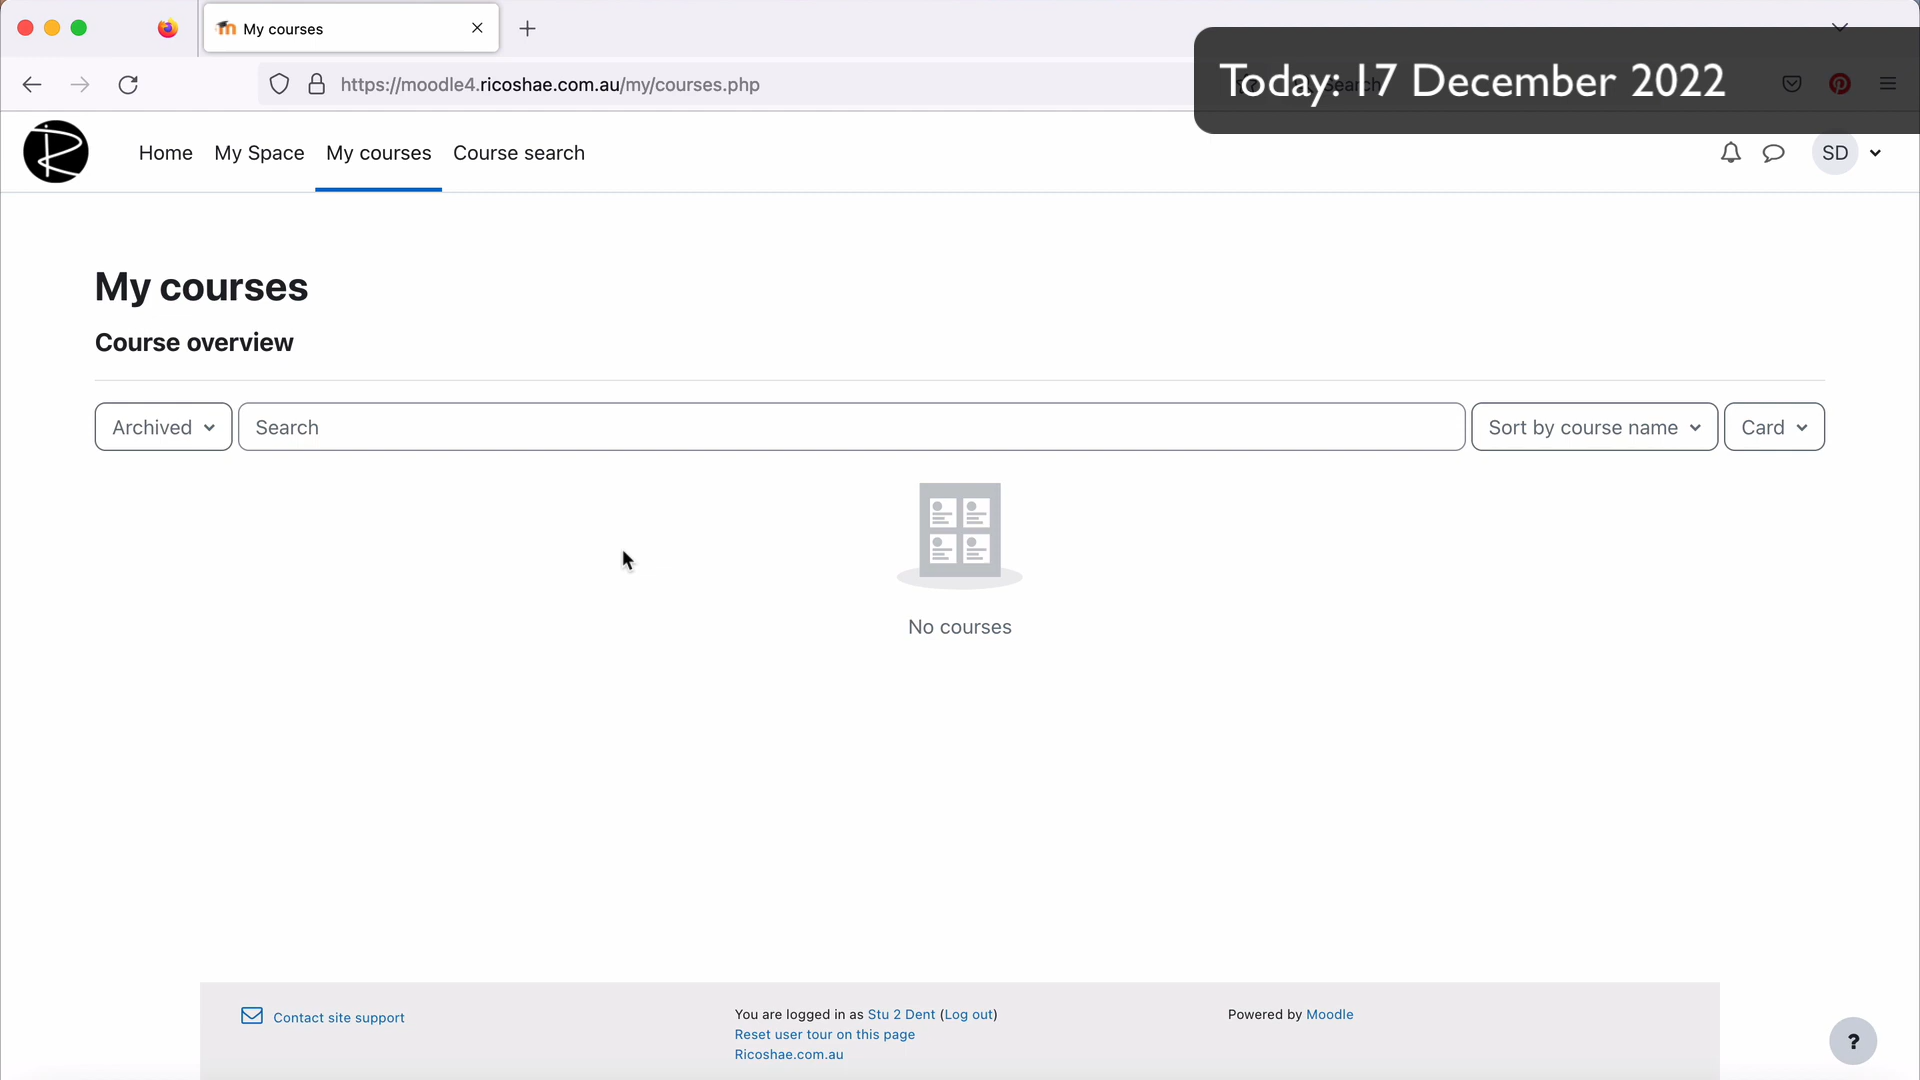 My courses
https://moodle4.ricoshae.com.au/my/courses.php
Search
Today: 17 December 2022
Home
My Space
My courses
Course search
SD
My courses
Course overview
Archived
Search
Sort by course name
Card
No courses
Contact site support
You are logged in as Stu 2 Dent (Log out)
Reset user tour on this page
Ricoshae.com.au
Powered by Moodle
?